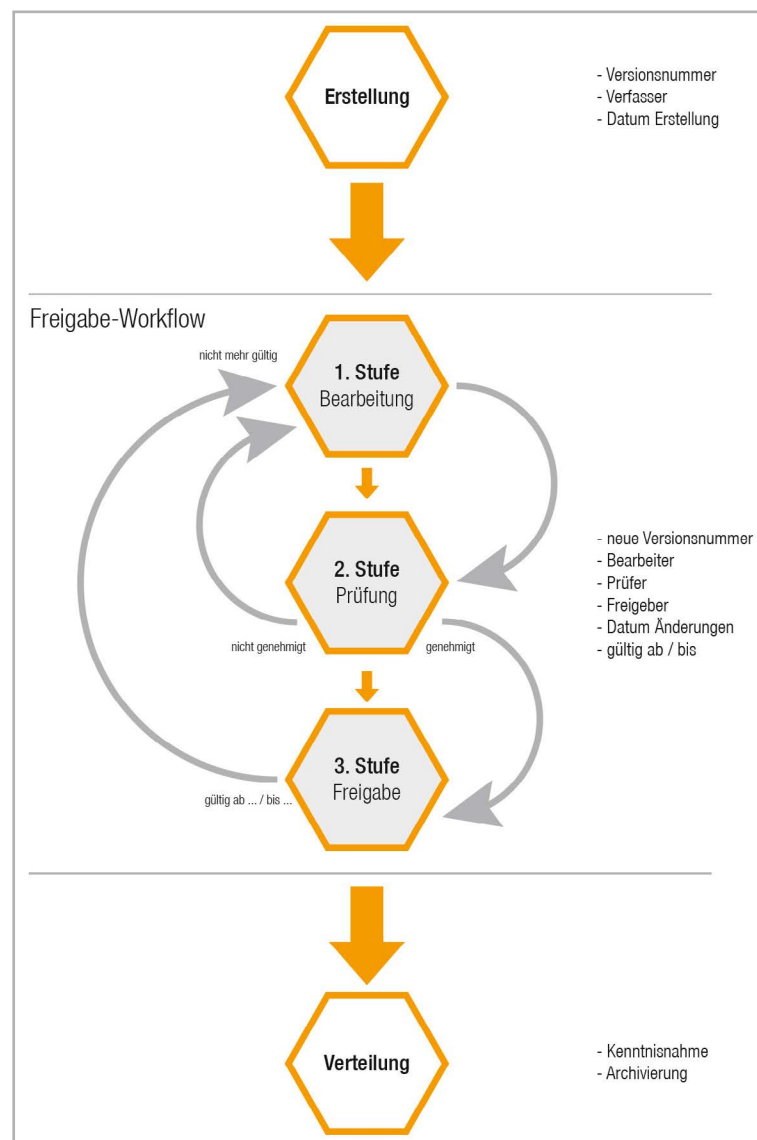 Erstellung
- Versionsnummer
- Verfasser
- Datum Erstellung
Freigabe-Workflow
nicht mehr gültig
1. Stufe
Bearbeitung
2. Stufe
Prüfung
nicht genehmigt
genehmigt
- neue Versionsnummer
- Bearbeiter
- Prüfer
- Freigeber
- Datum Änderungen
- gültig ab / bis
3. Stufe
Freigabe
gültig ab ... / bis ...
Verteilung
- Kenntnisnahme
- Archivierung